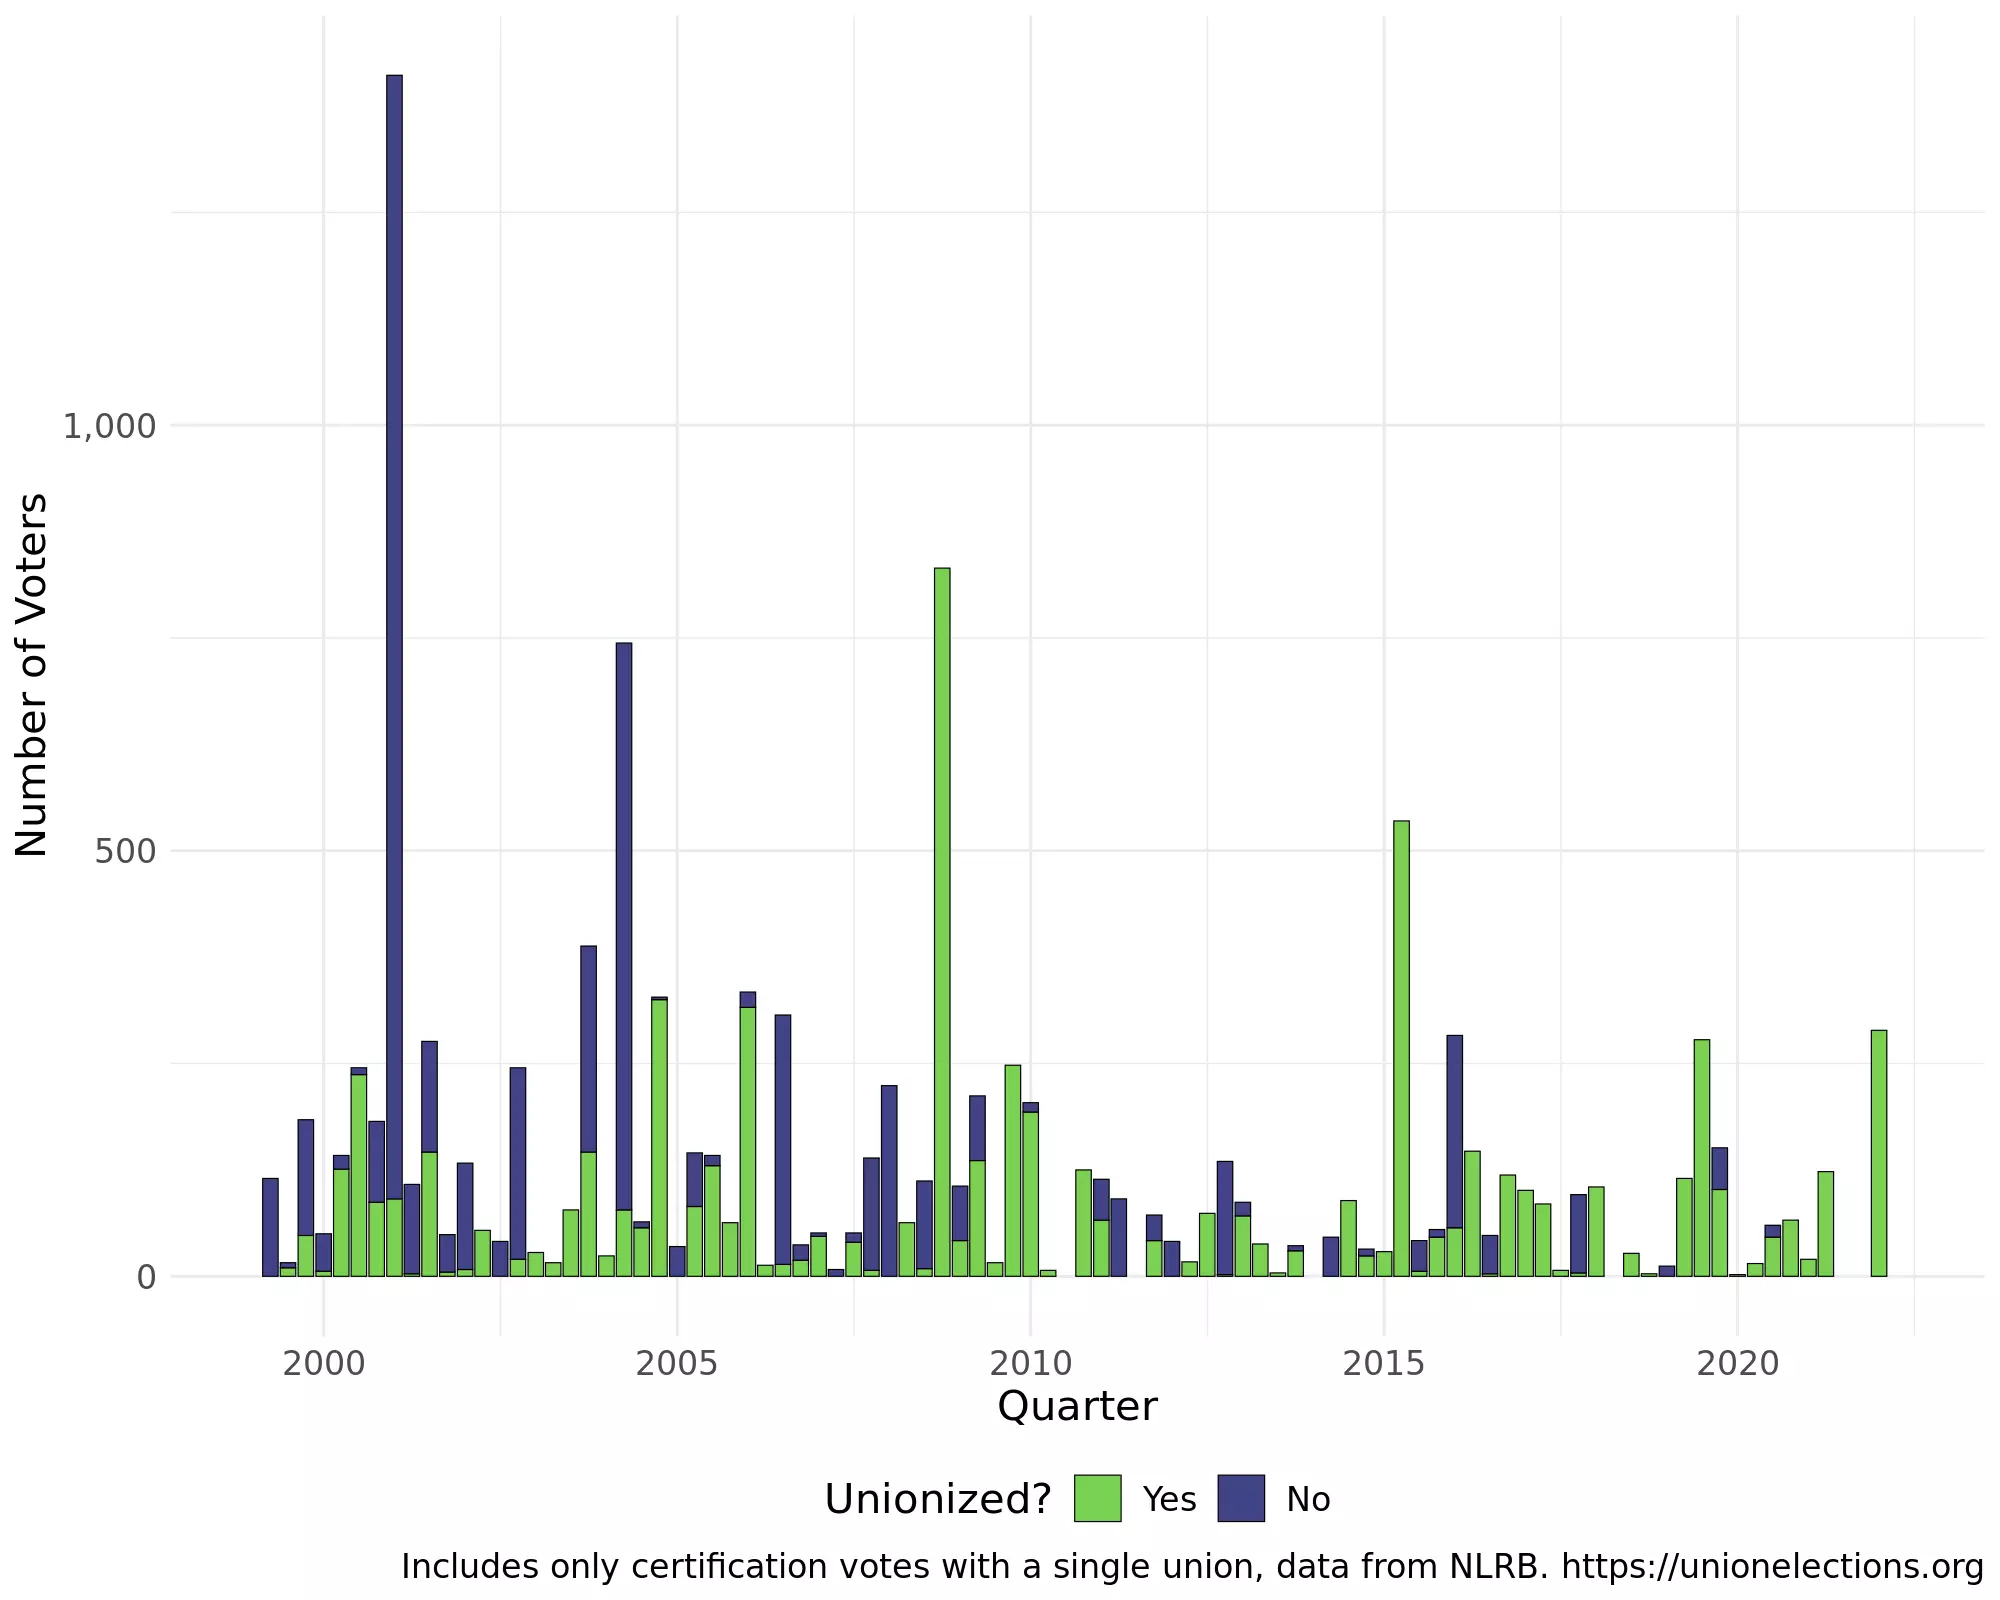 1,000
500
0
Number of Voters
2000 2005 2010 2015 2020
Quarter
Unionized? Yes No
Includes only certification votes with a single union, data from NLRB. https://unionelections.org